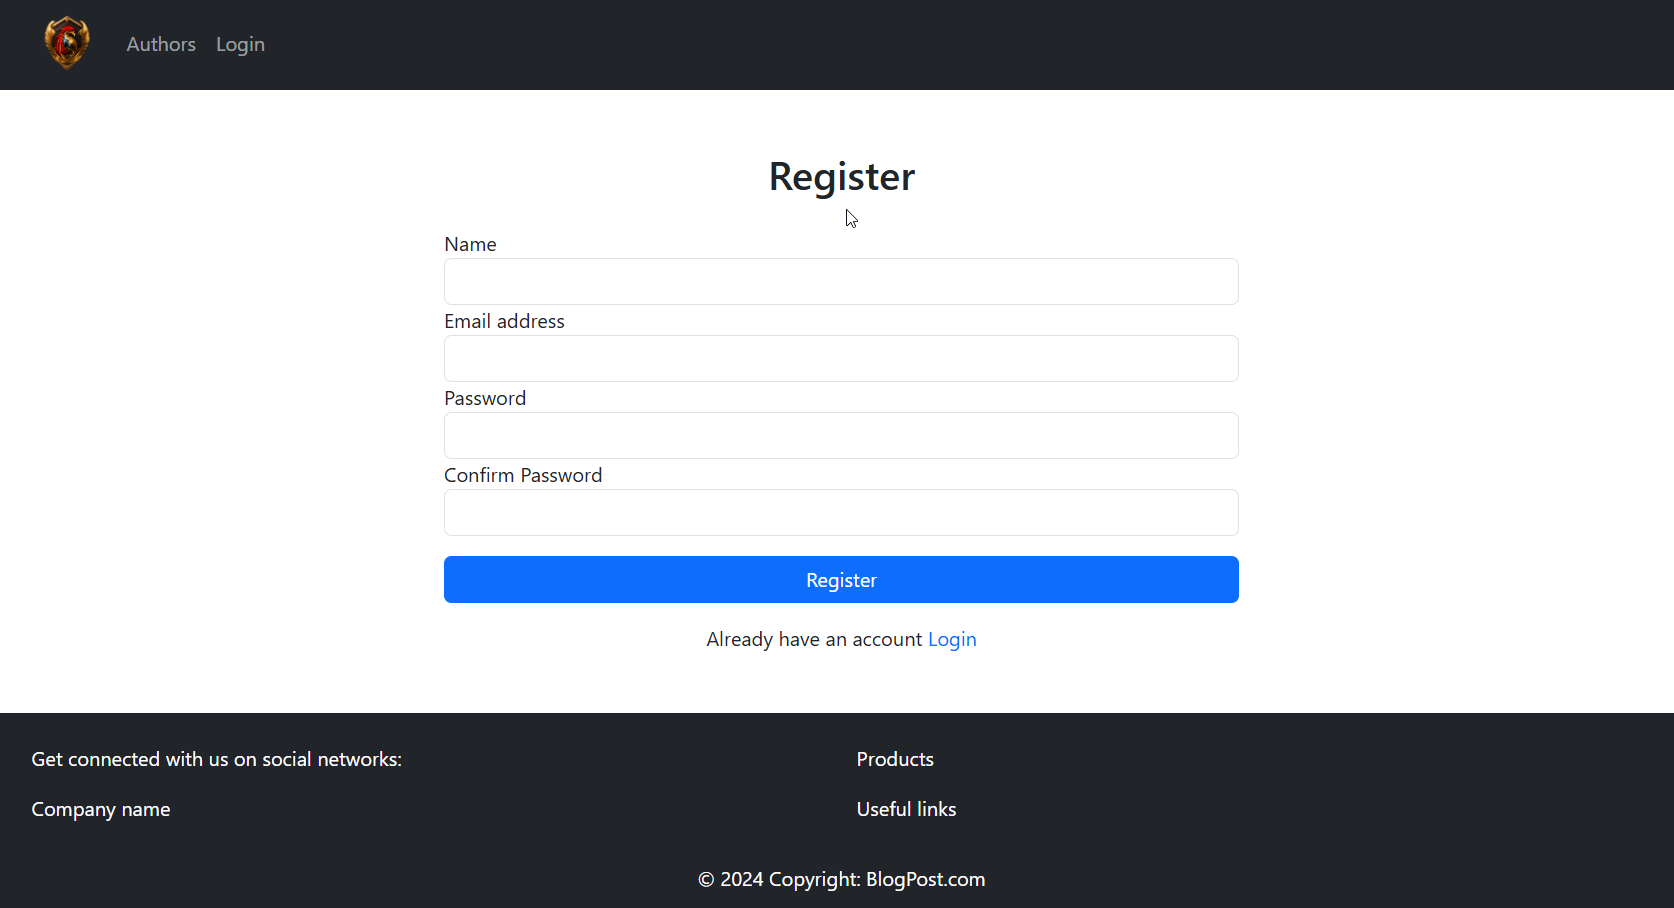 Authors Login
Register
Name
Email address
Password
Confirm Password
Register
Already have an account Login
Get connected with us on social networks:
Products
Company name
Useful links
© 2024 Copyright: BlogPost.com